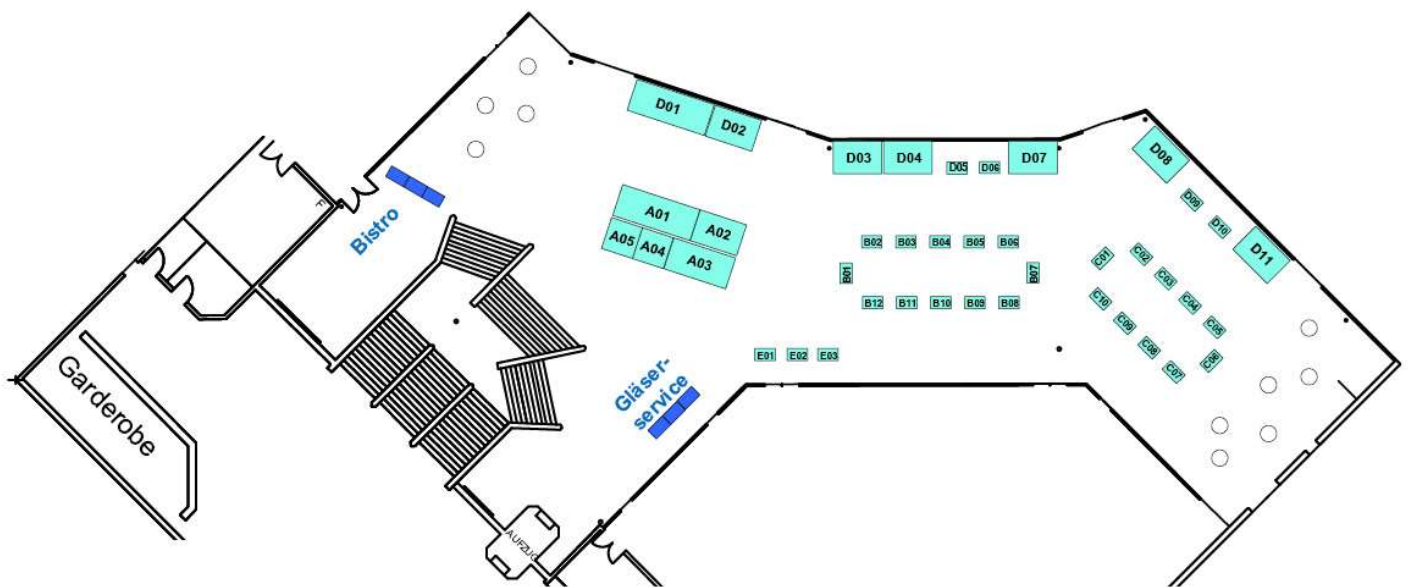 D01
D02
D03
D04
D05
D06
D07
D08
D09
D10
D11
A01
A02
A05
A04
A03
F
Bistro
B02
B03
B04
B05
B06
B01
B07
B12
B11
B10
B09
B08
C01
C02
C03
C04
C05
C10
C09
C08
C07
C06
E01
E02
E03
Gläser-
service
Garderobe
AUFZUG